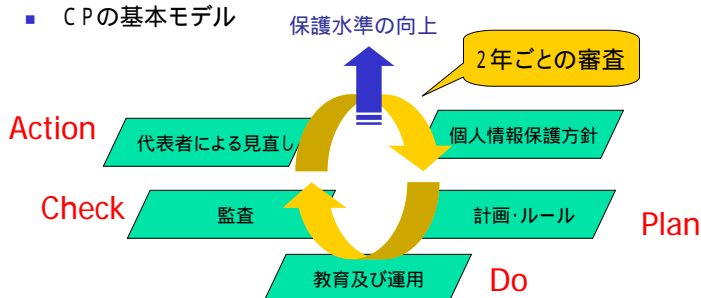 ■ CPの基本モデル
保護水準の向上
2年ごとの審査
Action
代表者による見直し
個人情報保護方針
Check
監査
計画・ルール
Plan
教育及び運用
Do